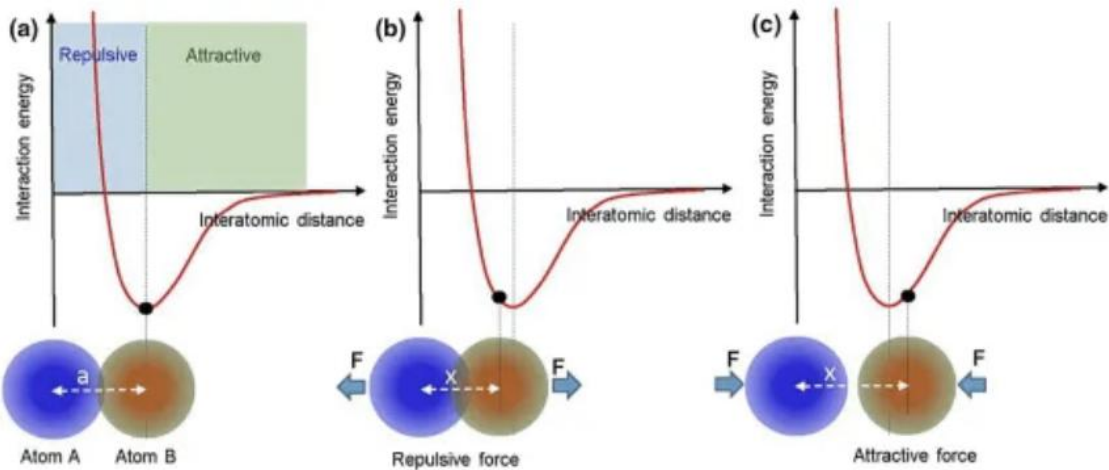 (a)
Repulsive
Attractive
Interaction energy
Interatomic distance
a
Atom A
Atom B
(b)
Interaction energy
Interatomic distance
F
x
F
Repulsive force
(c)
Interaction energy
Interatomic distance
F
x
F
Attractive force